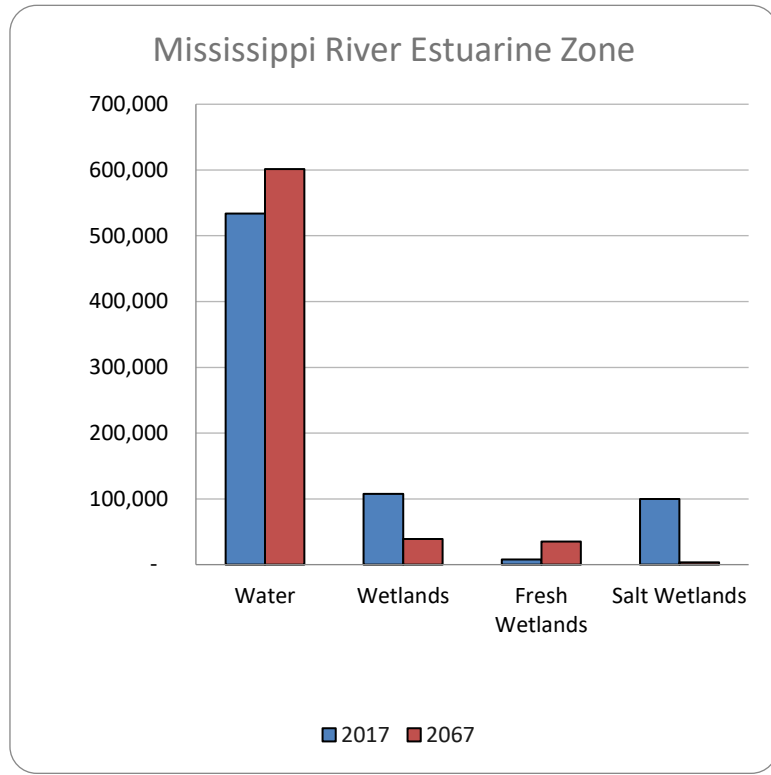 Mississippi River Estuarine Zone
700,000
600,000
500,000
400,000
300,000
200,000
100,000
-
Water
Wetlands
Fresh
Wetlands
Salt Wetlands
2017
2067